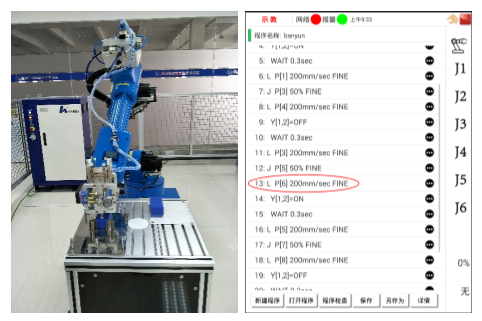 示教 网络 报警 上午9:33
程序名称: banyun
4: Y[1,2]=ON
5: WAIT 0.3sec
6: L P[1] 200mm/sec FINE
7: J P[3] 50% FINE
8: L P[4] 200mm/sec FINE
9: Y[1,2]=OFF
10: WAIT 0.3sec
11: L P[3] 200mm/sec FINE
12: J P[5] 50% FINE
13: L P[6] 200mm/sec FINE
14: Y[1,2]=ON
15: WAIT 0.3sec
16: L P[5] 200mm/sec FINE
17: J P[7] 50% FINE
18: L P[8] 200mm/sec FINE
19: Y[1,2]=OFF
20: WAIT 0.3sec
新建程序 打开程序 程序检查 保存 另存为 详情
J1
J2
J3
J4
J5
J6
0%
无